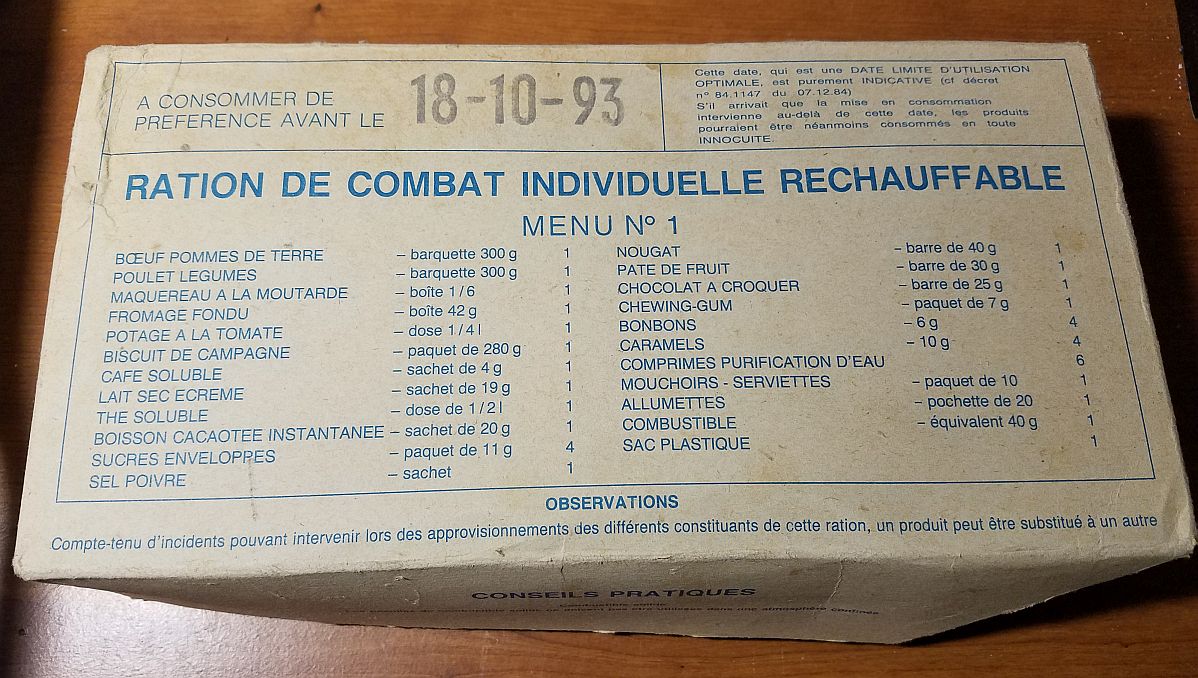 A CONSOMMER DE
PREFERENCE AVANT LE
18-10-93
Cette date, qui est une DATE LIMITE D'UTILISATION
OPTIMALE, est purement INDICATIVE (cf décret
nº 84.1147 du 07.12.84)
S'il arrivait que la mise en consommation
intervienne au-delà de cette date, les produits
pourraient être néanmoins consommés en toute
INNOCUITE.
RATION DE COMBAT INDIVIDUELLE RECHAUFFABLE
MENU Nº 1
BŒUF POMMES DE TERRE – barquette 300 g 1
POULET LEGUMES – barquette 300 g 1
MAQUEREAU A LA MOUTARDE – boîte 1/6 1
FROMAGE FONDU – boîte 42 g 1
POTAGE A LA TOMATE – dose 1/4 l 1
BISCUIT DE CAMPAGNE – paquet de 280 g 1
CAFE SOLUBLE – sachet de 4 g 1
LAIT SEC ECREME – sachet de 19 g 1
THE SOLUBLE – dose de 1/2 l 1
BOISSON CACAOTEE INSTANTANEE – sachet de 20 g 1
SUCRES ENVELOPPES – paquet de 11 g 4
SEL POIVRE – sachet 1
NOUGAT – barre de 40 g 1
PATE DE FRUIT – barre de 30 g 1
CHOCOLAT A CROQUER – barre de 25 g 1
CHEWING-GUM – paquet de 7 g 1
BONBONS – 6 g 4
CARAMELS – 10 g 4
COMPRIMES PURIFICATION D'EAU 6
MOUCHOIRS - SERVIETTES – paquet de 10 1
ALLUMETTES – pochette de 20 1
COMBUSTIBLE – équivalent 40 g 1
SAC PLASTIQUE 1
OBSERVATIONS
Compte-tenu d'incidents pouvant intervenir lors des approvisionnements des différents constituants de cette ration, un produit peut être substitué à un autre
CONSEILS PRATIQUES
Combustible solide
dans une atmosphère confinée